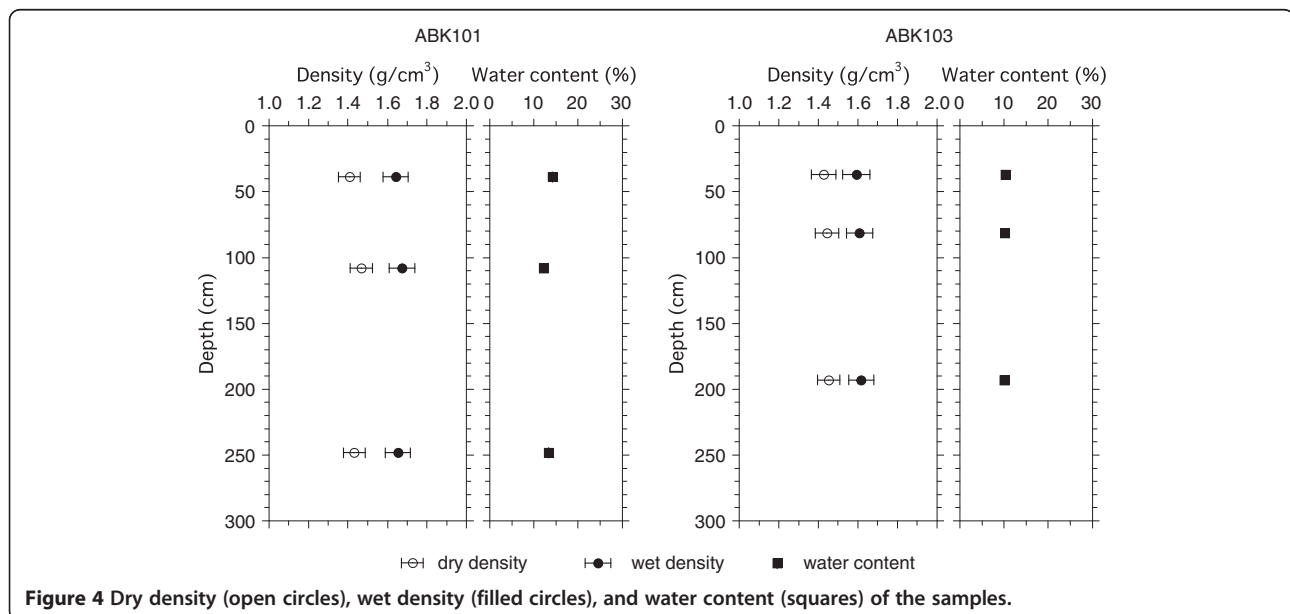 ABK101 ABK103
Density (g/cm³) Water content (%) Density (g/cm³) Water content (%)
1.0 1.2 1.4 1.6 1.8 2.0 0 10 20 30 1.0 1.2 1.4 1.6 1.8 2.0 0 10 20 30
0 0
50 50
100 100
150 150
200 200
250 250
300 300
Depth (cm) Depth (cm)
dry density wet density water content
Figure 4 Dry density (open circles), wet density (filled circles), and water content (squares) of the samples.